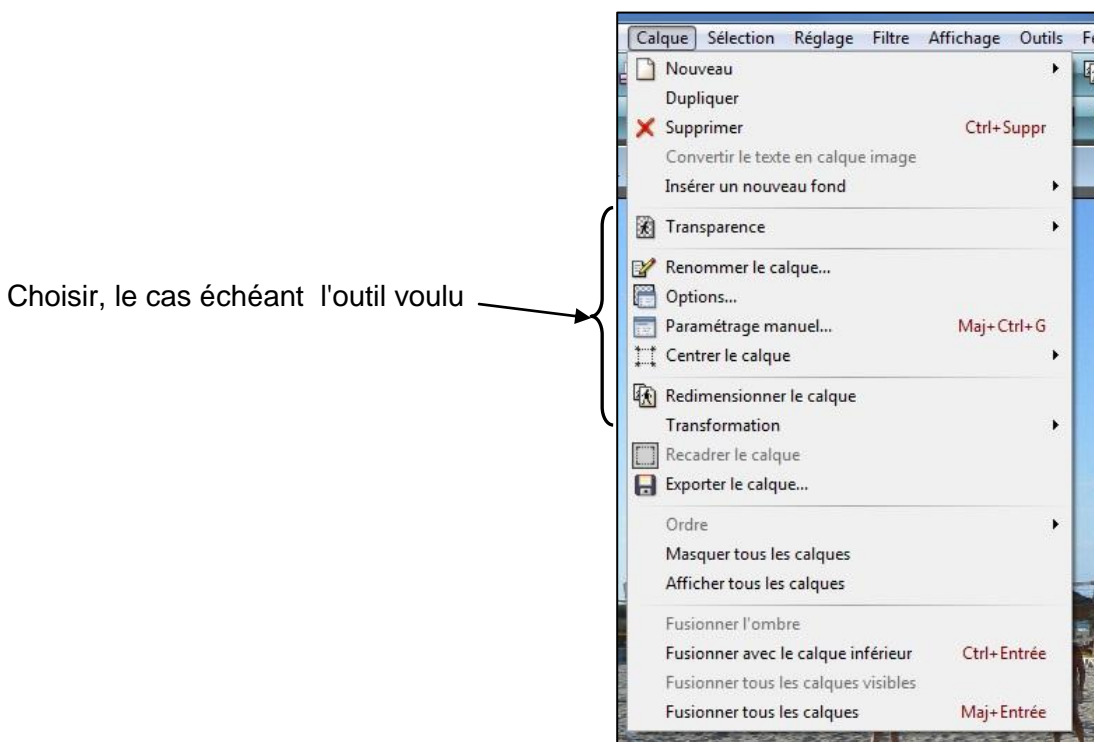 Calque Sélection Réglage Filtre Affichage Outils
Nouveau
Dupliquer
Supprimer Ctrl+Suppr
Convertir le texte en calque image
Insérer un nouveau fond
Transparence
Renommer le calque...
Choisir, le cas échéant l'outil voulu
Options...
Paramétrage manuel... Maj+Ctrl+G
Centrer le calque
Redimensionner le calque
Transformation
Recadrer le calque
Exporter le calque...
Ordre
Masquer tous les calques
Afficher tous les calques
Fusionner l'ombre
Fusionner avec le calque inférieur Ctrl+Entrée
Fusionner tous les calques visibles
Fusionner tous les calques Maj+Entrée